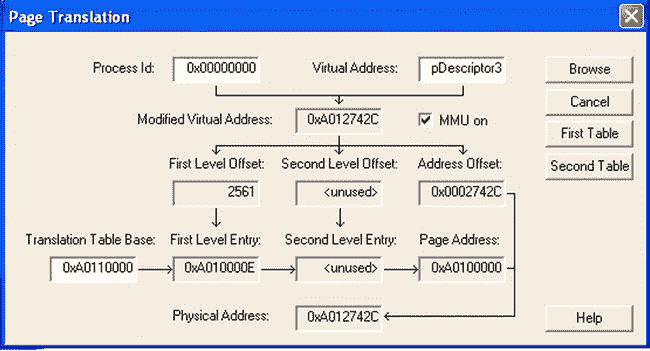 Page Translation
Process Id: 0x00000000 Virtual Address: pDescriptor3 Browse
Modified Virtual Address: 0xA012742C MMU on Cancel
First Table
First Level Offset: Second Level Offset: Address Offset: Second Table
2561 <unused> 0x0002742C
Translation Table Base: First Level Entry: Second Level Entry: Page Address:
0xA0110000 0xA010000E <unused> 0xA0100000
Physical Address: 0xA012742C Help